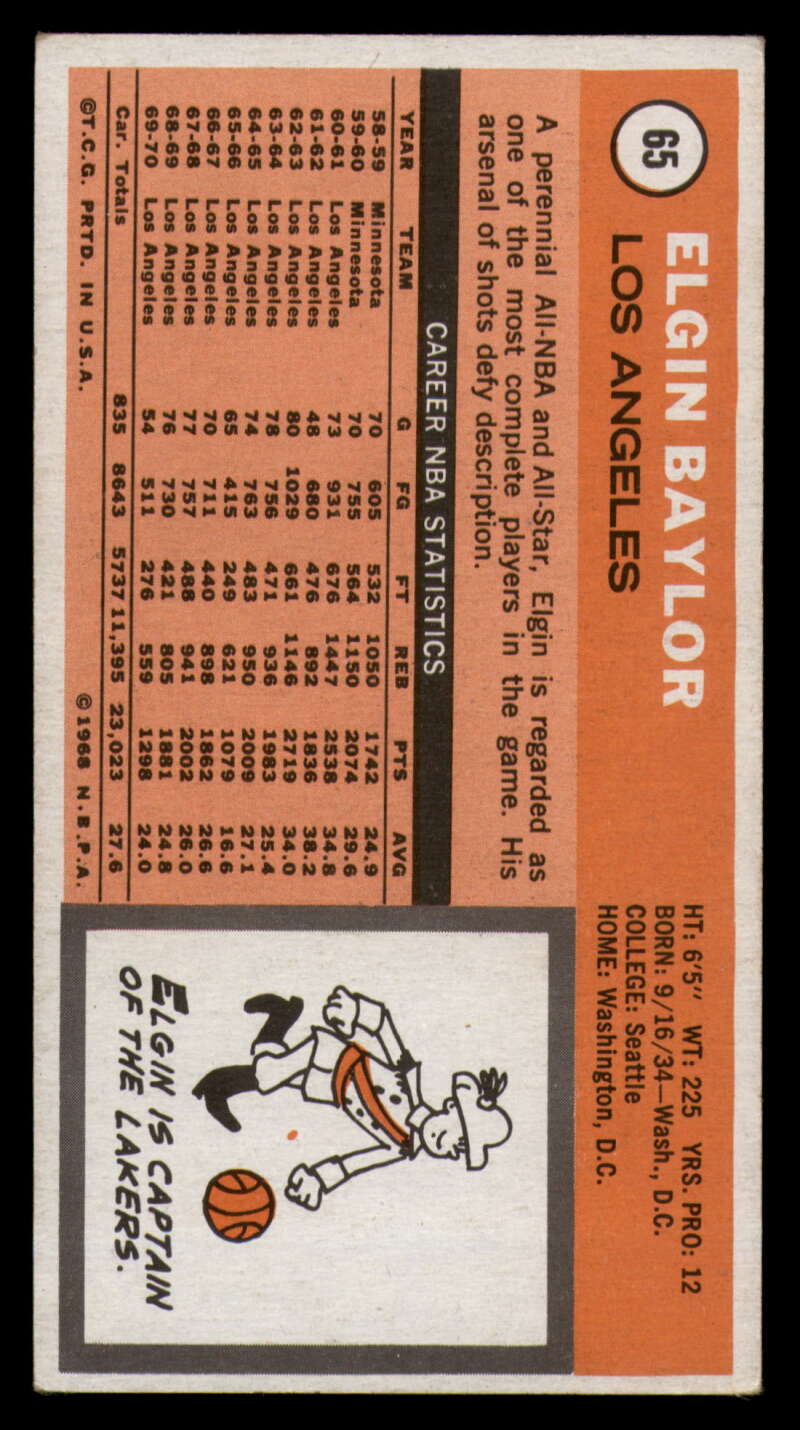 65
ELGIN BAYLOR
LOS ANGELES
HT: 6'5" WT: 225 YRS. PRO: 12
BORN: 9/16/34—Wash., D.C.
COLLEGE: Seattle
HOME: Washington, D.C.
A perennial All-NBA and All-Star, Elgin is regarded as
one of the most complete players in the game. His
arsenal of shots defy description.
CAREER NBA STATISTICS
YEAR TEAM G FG FT REB PTS AVG
58-59 Minnesota 70 605 532 1050 1742 24.9
59-60 Minnesota 70 755 564 1150 2074 29.6
60-61 Los Angeles 73 931 676 1447 2538 34.8
61-62 Los Angeles 48 680 476 892 1836 38.2
62-63 Los Angeles 80 1029 661 1146 2719 34.0
63-64 Los Angeles 78 756 471 936 1983 25.4
64-65 Los Angeles 74 763 483 950 2009 27.1
65-66 Los Angeles 65 415 249 621 1079 16.6
66-67 Los Angeles 70 711 440 898 1862 26.6
67-68 Los Angeles 77 757 488 941 2002 26.0
68-69 Los Angeles 76 730 421 805 1881 24.8
69-70 Los Angeles 54 511 276 559 1298 24.0
Car. Totals 835 8643 5737 11,395 23,023 27.6
©T.C.G. PRTD. IN U.S.A. ©1968 N.B.P.A.
ELGIN IS CAPTAIN
OF THE LAKERS.